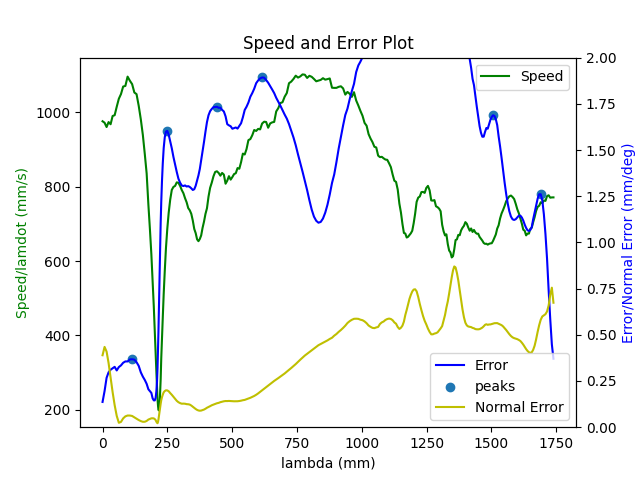 Speed and Error Plot
Speed/lamdot (mm/s)
1000
800
600
400
200
Speed
2.00
1.75
1.50
1.25
1.00
0.75
0.50
0.25
0.00
Error/Normal Error (mm/deg)
Error
peaks
Normal Error
0 250 500 750 1000 1250 1500 1750
lambda (mm)